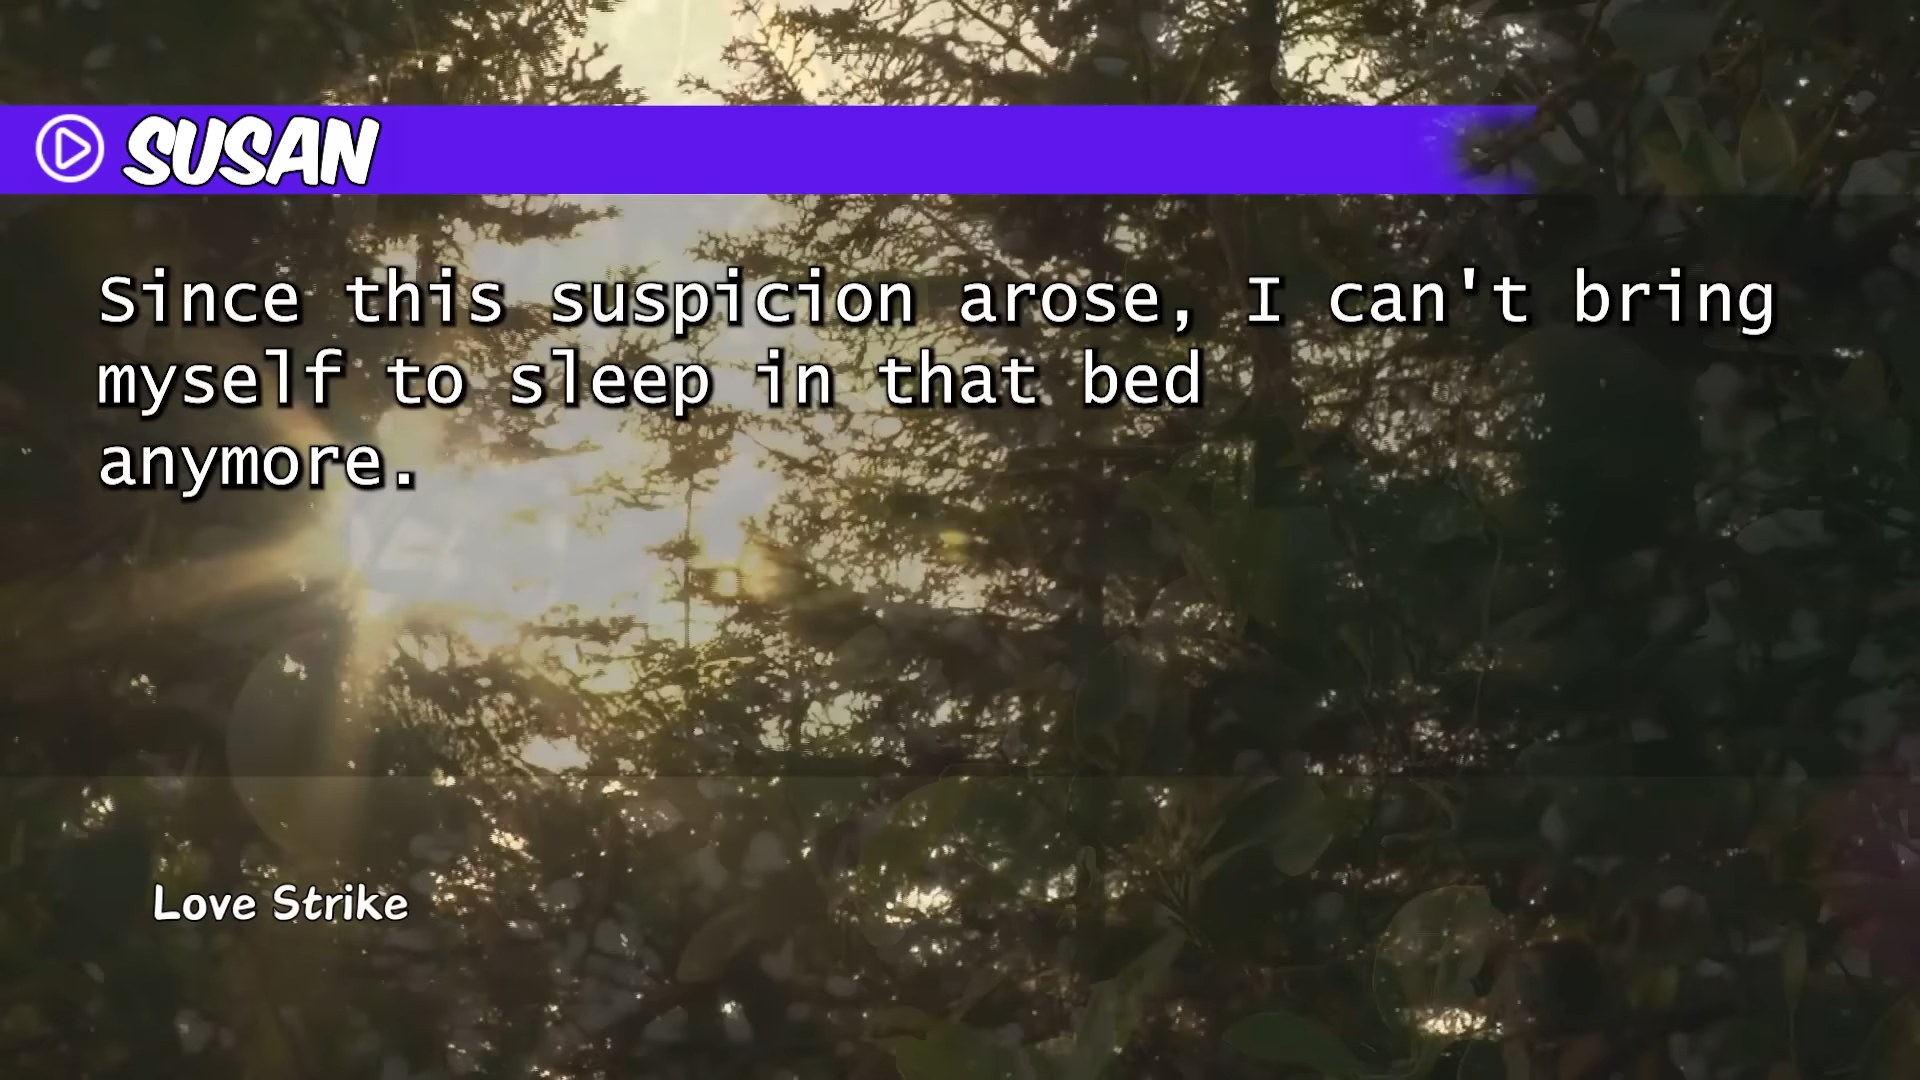 SUSAN
Since this suspicion arose, I can't bring
myself to sleep in that bed
anymore.
Love Strike